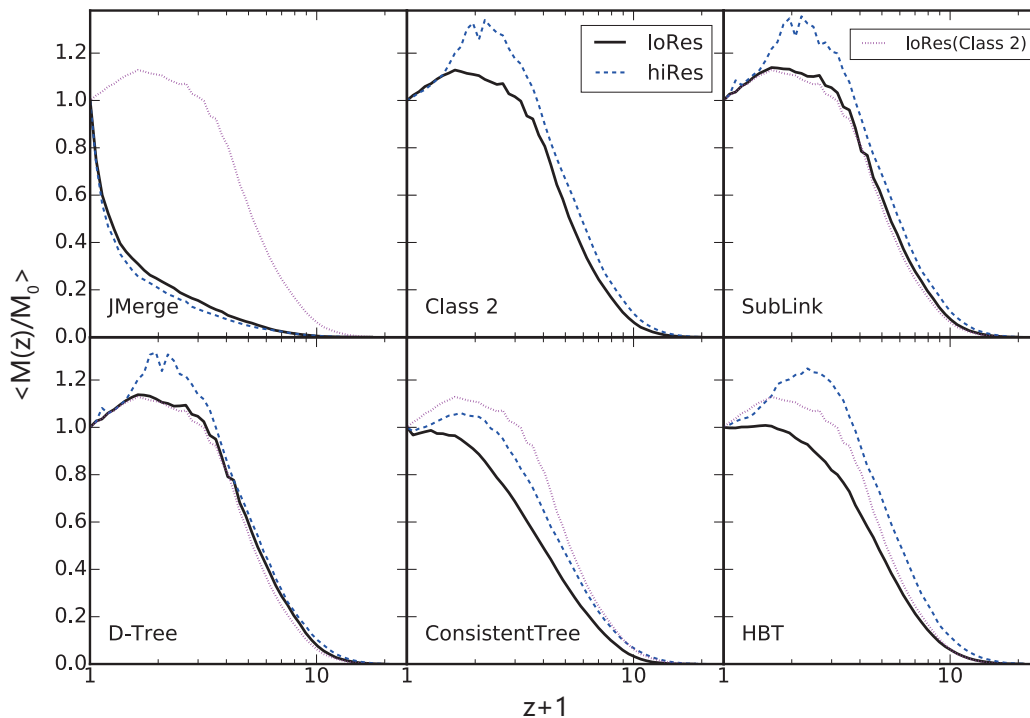 <M(z)/M_0>
1.2
1.0
0.8
0.6
0.4
0.2
0.0
JMerge
loRes
hiRes
Class 2
loRes(Class 2)
SubLink
1.2
1.0
0.8
0.6
0.4
0.2
0.0
D-Tree
ConsistentTree
HBT
1
10
1
10
1
10
z+1